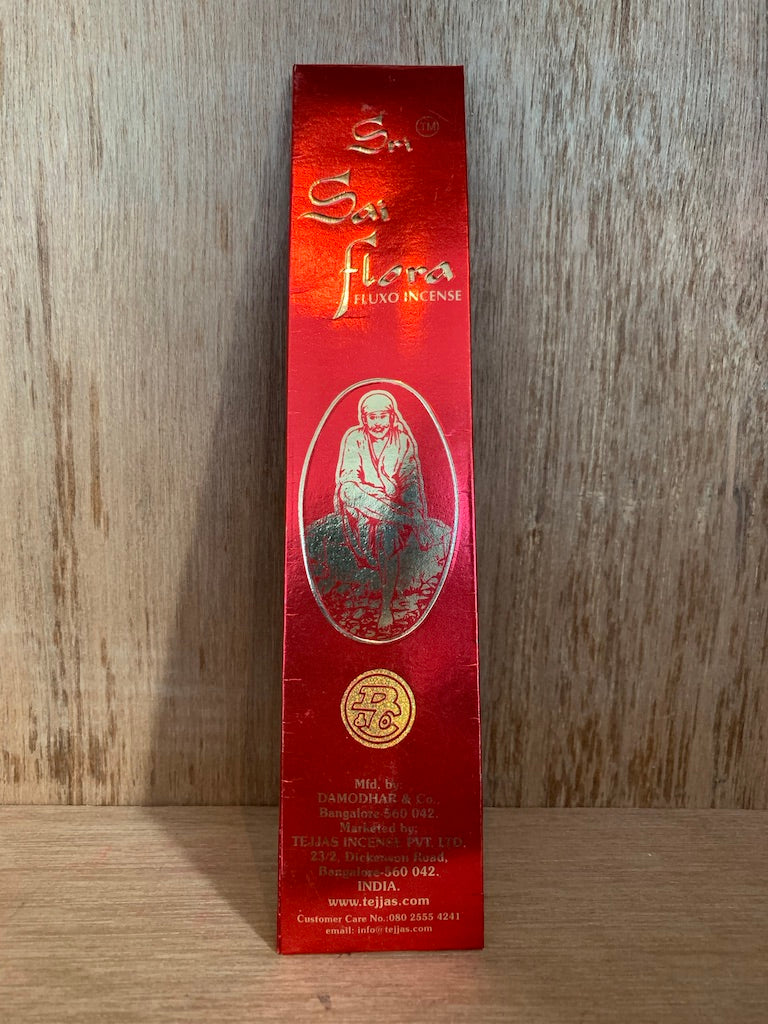 Sri TM
Sai
flora
FLUXO INCENSE
Mfd. by:
DAMODHAR & Co.,
Bangalore-560 042.
Marketed by:
TEJJAS INCENSE PVT. LTD.
23/2, Dickenson Road,
Bangalore-560 042.
INDIA.
www.tejjas.com
Customer Care No.:080 2555 4241
email: info@tejjas.com